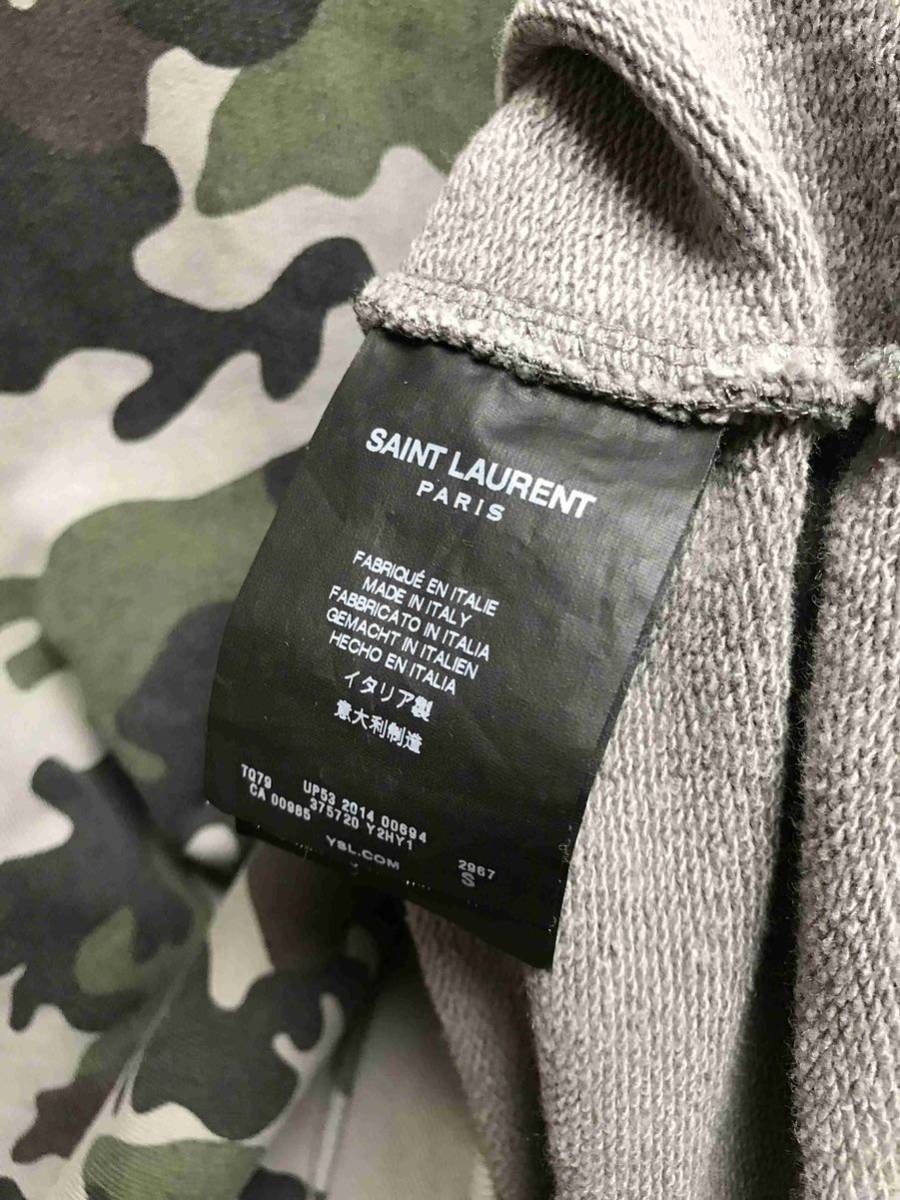 SAINT LAURENT
PARIS
FABRIQUÉ EN ITALIE
MADE IN ITALY
FABBRICATO IN ITALIA
GEMACHT IN ITALIEN
HECHO EN ITALIA
イタリア製
意大利制造
TQ79 UP53 2014 00694
CA 00985 375720 Y2HY1
YSL.COM 2967
S